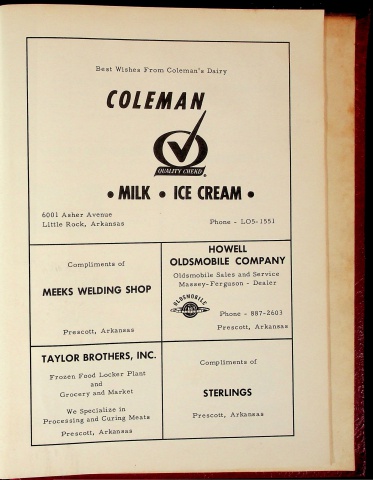 Best Wishes From Coleman's Dairy
COLEMAN
QUALITY CHEKD
• MILK • ICE CREAM •
6001 Asher Avenue
Little Rock, Arkansas
Phone - LO5-1551
Compliments of
MEEKS WELDING SHOP
Prescott, Arkansas
HOWELL
OLDSMOBILE COMPANY
Oldsmobile Sales and Service
Massey-Ferguson - Dealer
OLDSMOBILE
Phone - 887-2603
Prescott, Arkansas
TAYLOR BROTHERS, INC.
Frozen Food Locker Plant
and
Grocery and Market
We Specialize in
Processing and Curing Meats
Prescott, Arkansas
Compliments of
STERLINGS
Prescott, Arkansas